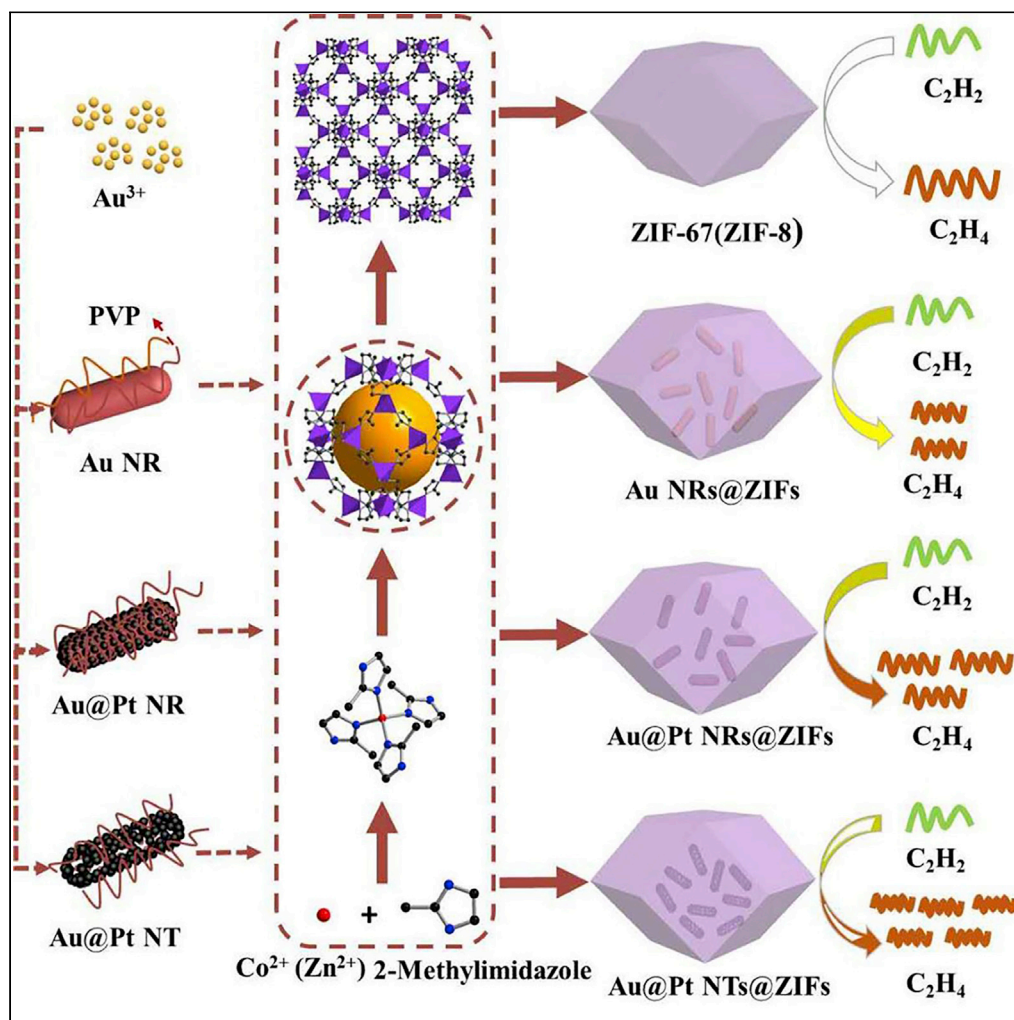 Au³⁺
PVP
Au NR
Au@Pt NR
Au@Pt NT
+
Co²⁺ (Zn²⁺) 2-Methylimidazole
ZIF-67(ZIF-8)
Au NRs@ZIFs
Au@Pt NRs@ZIFs
Au@Pt NTs@ZIFs
C₂H₂
C₂H₄
C₂H₂
C₂H₄
C₂H₂
C₂H₄
C₂H₂
C₂H₄